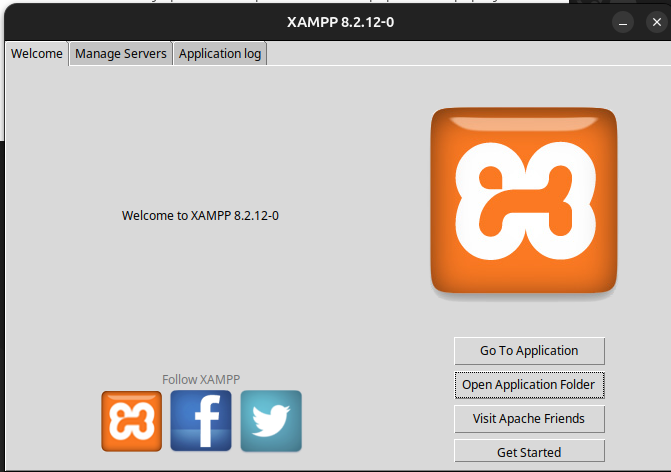 XAMPP 8.2.12-0
Welcome
Manage Servers
Application log
Welcome to XAMPP 8.2.12-0
Go To Application
Open Application Folder
Visit Apache Friends
Get Started
Follow XAMPP